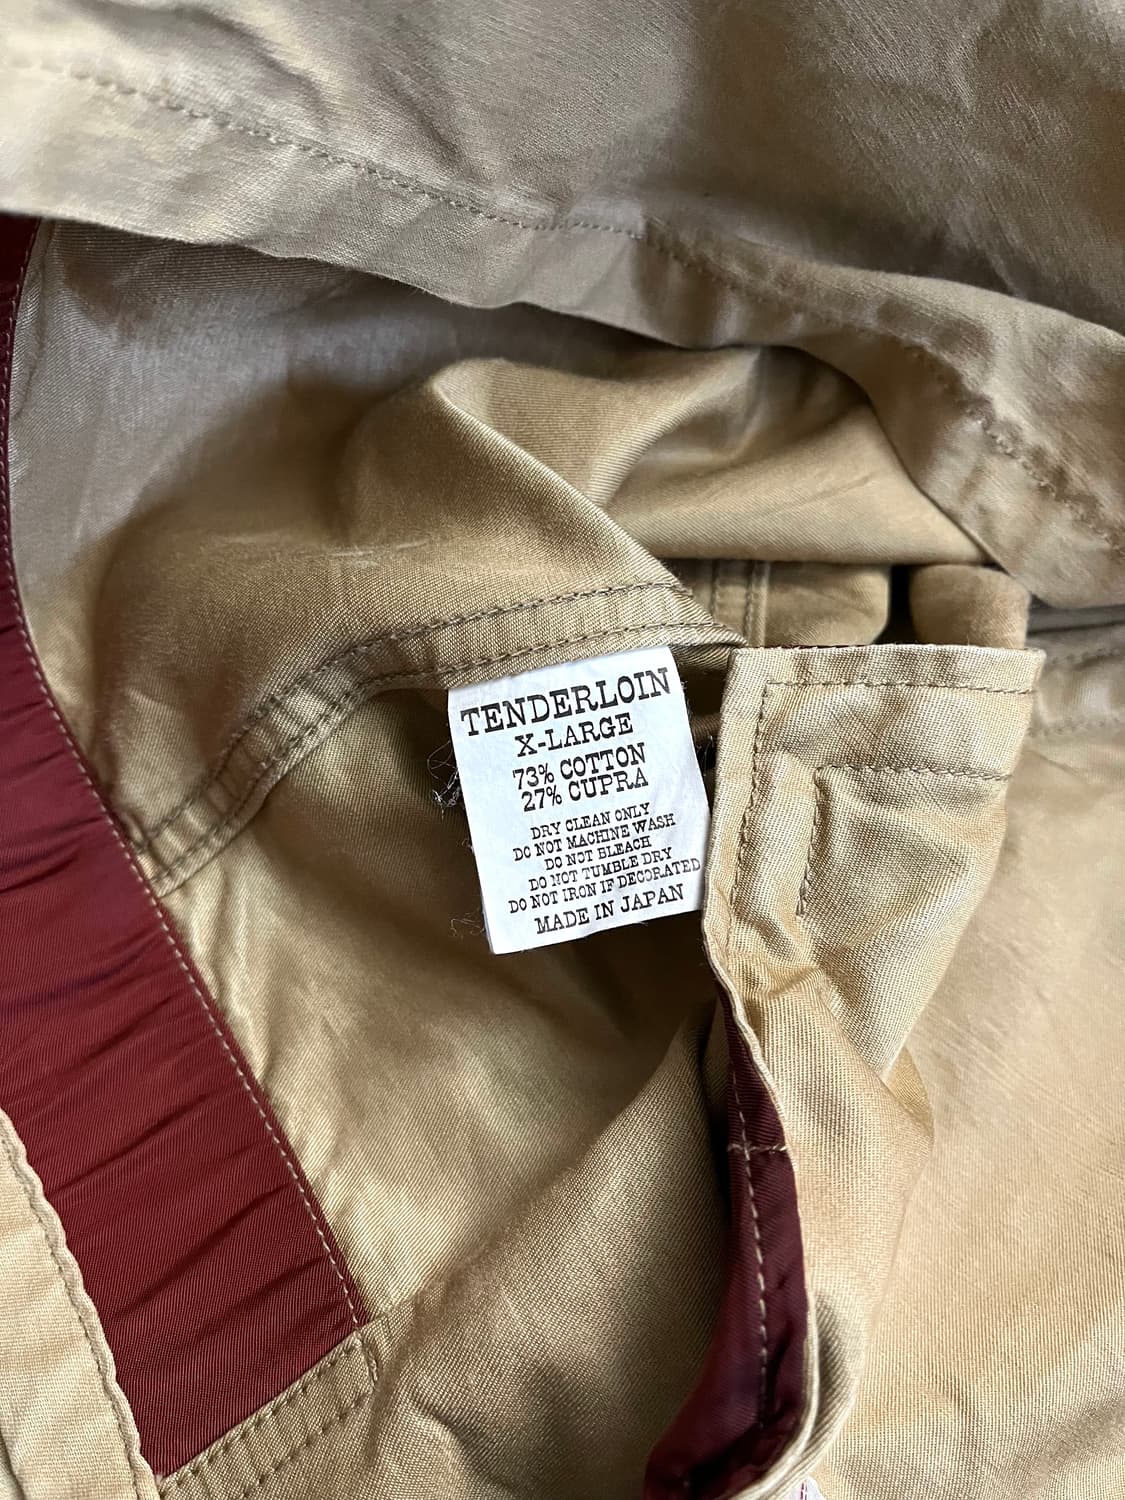 TENDERLOIN
X-LARGE
73% COTTON
27% CUPRA
DRY CLEAN ONLY
DO NOT MACHINE WASH
DO NOT BLEACH
DO NOT TUMBLE DRY
DO NOT IRON IF DECORATED
MADE IN JAPAN